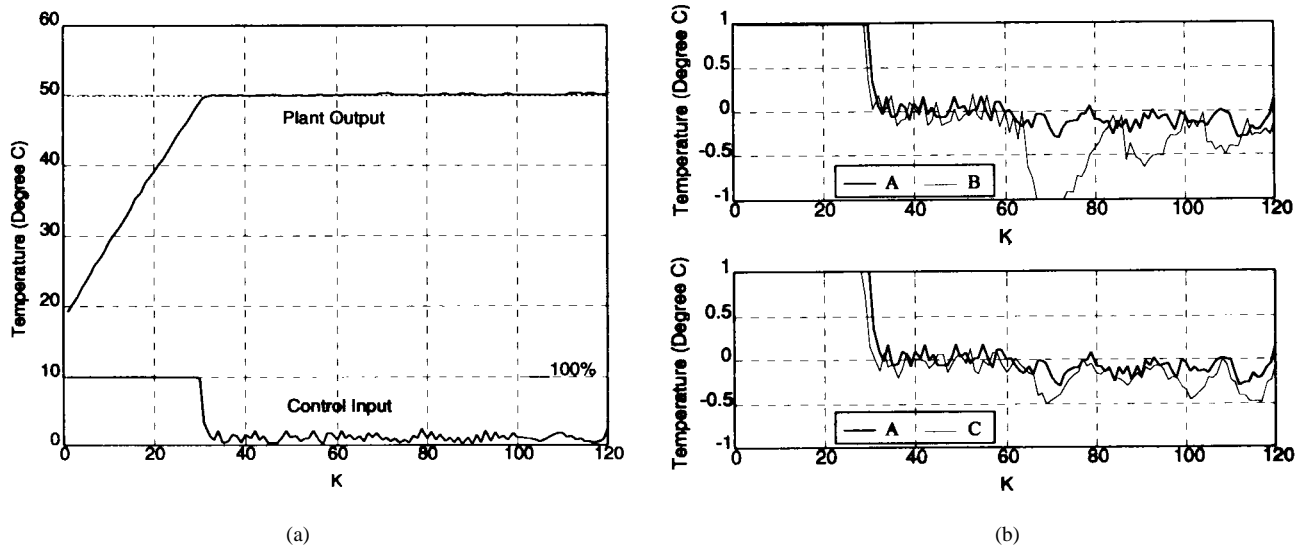 60
50
40
30
20
10
0
Temperature (Degree C)
Plant Output
100%
Control Input
0 20 40 60 80 100 120
K
(a)
1
0.5
0
-0.5
-1
Temperature (Degree C)
A B
0 20 40 60 80 100 120
K
1
0.5
0
-0.5
-1
Temperature (Degree C)
A C
0 20 40 60 80 100 120
K
(b)